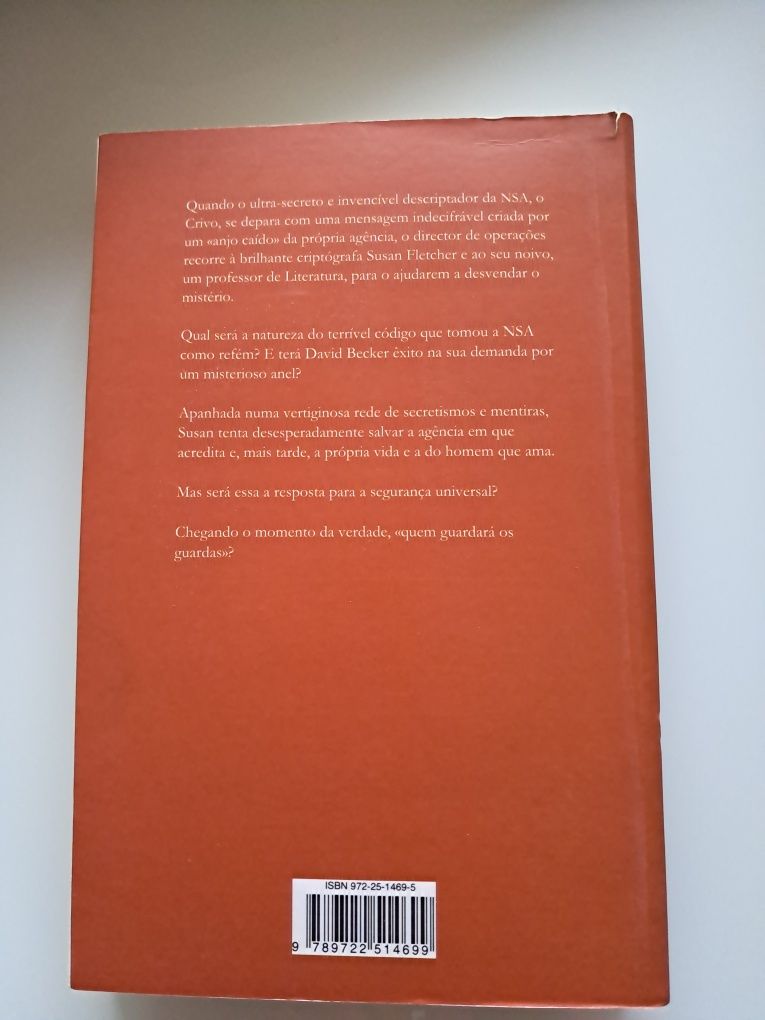 Quando o ultra-secreto e invencível descriptador da NSA, o
Crivo, se depara com uma mensagem indecifrável criada por
um «anjo caído» da própria agência, o director de operações
recorre à brilhante criptógrafa Susan Fletcher e ao seu noivo,
um professor de Literatura, para o ajudarem a desvendar o
mistério.
Qual será a natureza do terrível código que tomou a NSA
como refém? E terá David Becker êxito na sua demanda por
um misterioso anel?
Apanhada numa vertiginosa rede de secretismos e mentiras,
Susan tenta desesperadamente salvar a agência em que
acredita e, mais tarde, a própria vida e a do homem que ama.
Mas será essa a resposta para a segurança universal?
Chegando o momento da verdade, «quem guardará os
guardas»?
ISBN 972-25-1469-5
9 789722 514699